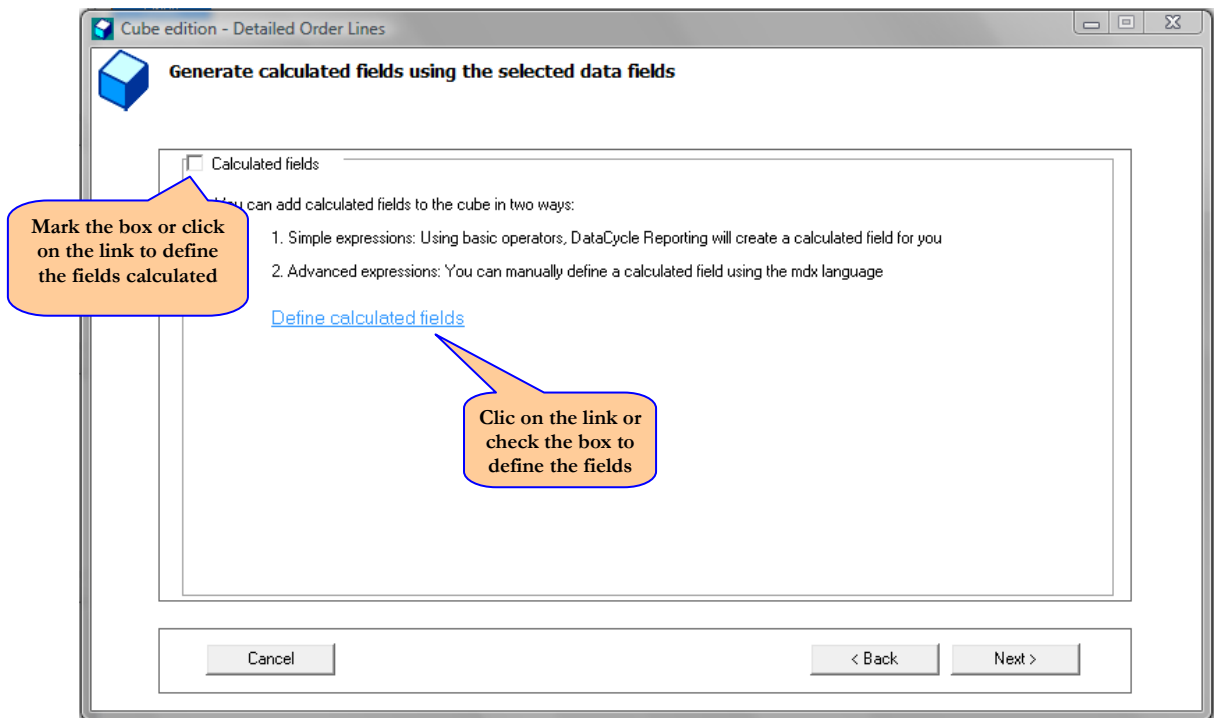 Cube edition - Detailed Order Lines
Generate calculated fields using the selected data fields
Calculated fields
can add calculated fields to the cube in two ways:
1. Simple expressions: Using basic operators, DataCycle Reporting will create a calculated field for you
2. Advanced expressions: You can manually define a calculated field using the mdx language
Define calculated fields
Mark the box or click
on the link to define
the fields calculated
Clic on the link or
check the box to
define the fields
Cancel
< Back
Next >